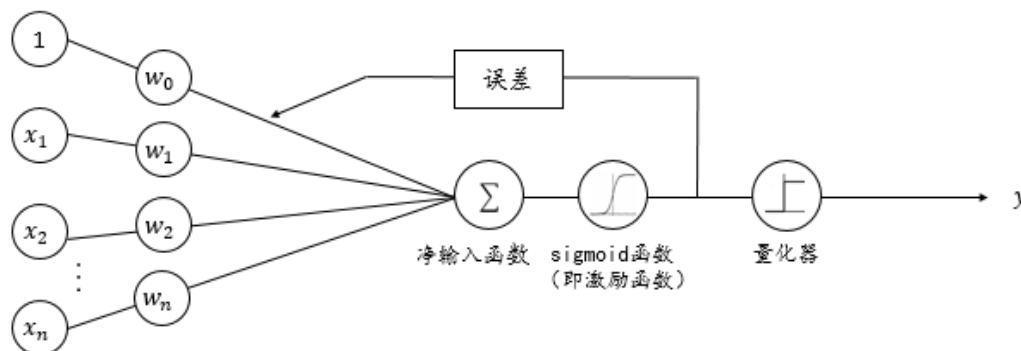 1
w₀
误差
x₁
w₁
Σ
y
x₂
w₂
净输入函数
sigmoid函数
(即激励函数)
量化器
⋮
wₙ
xₙ